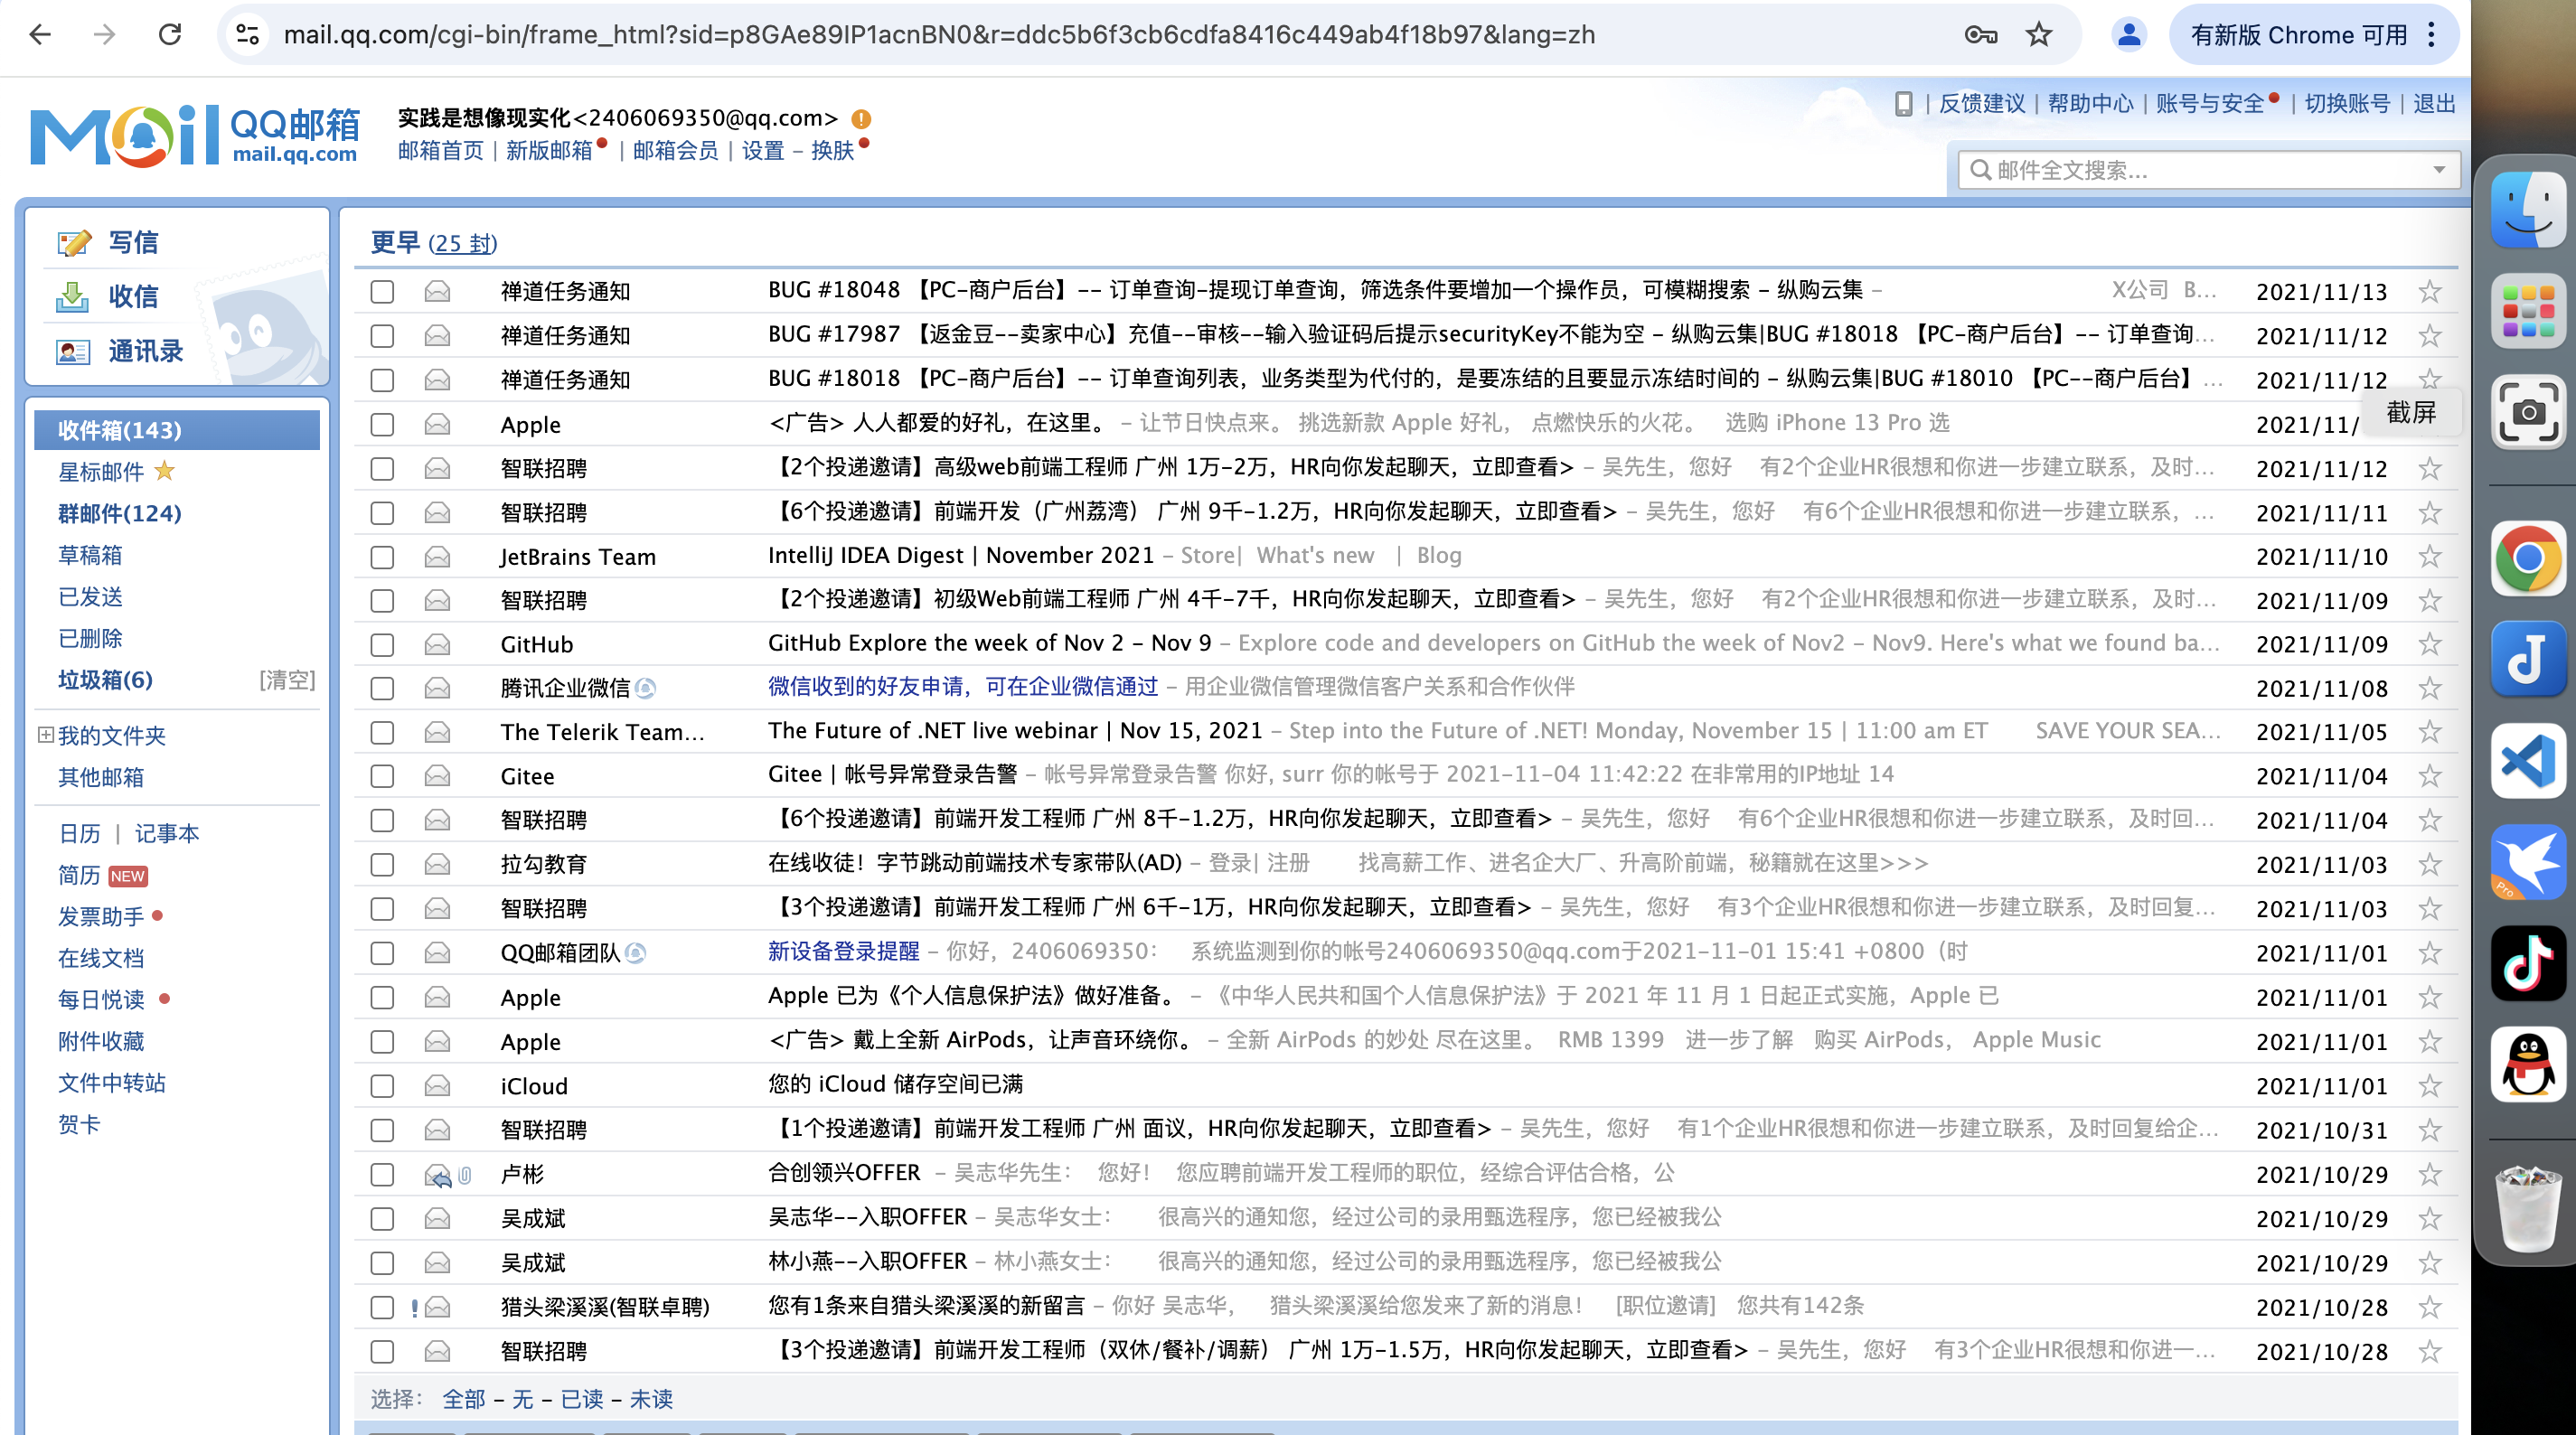 mail.qq.com/cgi-bin/frame_html?sid=p8GAe89IP1acnBN0&r=ddc5b6f3cb6cdfa8416c449ab4f18b97&lang=zh
有新版 Chrome 可用
Mail QQ邮箱 mail.qq.com
实践是想像现实化<2406069350@qq.com>
邮箱首页 | 新版邮箱 | 邮箱会员 | 设置 - 换肤
反馈建议 | 帮助中心 | 账号与安全 | 切换账号 | 退出
邮件全文搜索...
写信
收信
通讯录
收件箱(143)
星标邮件
群邮件(124)
草稿箱
已发送
已删除
垃圾箱(6) [清空]
我的文件夹
其他邮箱
日历 | 记事本
简历 NEW
发票助手
在线文档
每日悦读
附件收藏
文件中转站
贺卡
更早 (25 封)
禅道任务通知 BUG #18048 【PC-商户后台】-- 订单查询-提现订单查询，筛选条件要增加一个操作员，可模糊搜索 - 纵购云集 - X公司 B... 2021/11/13
禅道任务通知 BUG #17987 【返金豆--卖家中心】充值--审核--输入验证码后提示securityKey不能为空 - 纵购云集|BUG #18018 【PC-商户后台】-- 订单查询... 2021/11/12
禅道任务通知 BUG #18018 【PC-商户后台】-- 订单查询列表，业务类型为代付的，是要冻结的且要显示冻结时间的 - 纵购云集|BUG #18010 【PC--商户后台】... 2021/11/12
Apple <广告> 人人都爱的好礼，在这里。 - 让节日快点来。 挑选新款 Apple 好礼， 点燃快乐的火花。 选购 iPhone 13 Pro 选 2021/11/
截屏
智联招聘 【2个投递邀请】高级web前端工程师 广州 1万-2万，HR向你发起聊天，立即查看> - 吴先生，您好 有2个企业HR很想和你进一步建立联系，及时... 2021/11/12
智联招聘 【6个投递邀请】前端开发（广州荔湾） 广州 9千-1.2万，HR向你发起聊天，立即查看> - 吴先生，您好 有6个企业HR很想和你进一步建立联系，... 2021/11/11
JetBrains Team IntelliJ IDEA Digest | November 2021 - Store| What's new | Blog 2021/11/10
智联招聘 【2个投递邀请】初级Web前端工程师 广州 4千-7千，HR向你发起聊天，立即查看> - 吴先生，您好 有2个企业HR很想和你进一步建立联系，及时... 2021/11/09
GitHub GitHub Explore the week of Nov 2 - Nov 9 - Explore code and developers on GitHub the week of Nov2 - Nov9. Here's what we found ba... 2021/11/09
腾讯企业微信 微信收到的好友申请，可在企业微信通过 - 用企业微信管理微信客户关系和合作伙伴 2021/11/08
The Telerik Team... The Future of .NET live webinar | Nov 15, 2021 - Step into the Future of .NET! Monday, November 15 | 11:00 am ET SAVE YOUR SEA... 2021/11/05
Gitee Gitee | 帐号异常登录告警 - 帐号异常登录告警 你好, surr 你的帐号于 2021-11-04 11:42:22 在非常用的IP地址 14 2021/11/04
智联招聘 【6个投递邀请】前端开发工程师 广州 8千-1.2万，HR向你发起聊天，立即查看> - 吴先生，您好 有6个企业HR很想和你进一步建立联系，及时回... 2021/11/04
拉勾教育 在线收徒！字节跳动前端技术专家带队(AD) - 登录| 注册 找高薪工作、进名企大厂、升高阶前端，秘籍就在这里>>> 2021/11/03
智联招聘 【3个投递邀请】前端开发工程师 广州 6千-1万，HR向你发起聊天，立即查看> - 吴先生，您好 有3个企业HR很想和你进一步建立联系，及时回复... 2021/11/03
QQ邮箱团队 新设备登录提醒 - 你好，2406069350： 系统监测到你的帐号2406069350@qq.com于2021-11-01 15:41 +0800（时 2021/11/01
Apple Apple 已为《个人信息保护法》做好准备。 - 《中华人民共和国个人信息保护法》于 2021 年 11 月 1 日起正式实施，Apple 已 2021/11/01
Apple <广告> 戴上全新 AirPods，让声音环绕你。 - 全新 AirPods 的妙处 尽在这里。 RMB 1399 进一步了解 购买 AirPods， Apple Music 2021/11/01
iCloud 您的 iCloud 储存空间已满 2021/11/01
智联招聘 【1个投递邀请】前端开发工程师 广州 面议，HR向你发起聊天，立即查看> - 吴先生，您好 有1个企业HR很想和你进一步建立联系，及时回复给企... 2021/10/31
卢彬 合创领兴OFFER - 吴志华先生： 您好！ 您应聘前端开发工程师的职位，经综合评估合格，公 2021/10/29
吴成斌 吴志华--入职OFFER - 吴志华女士： 很高兴的通知您，经过公司的录用甄选程序，您已经被我公 2021/10/29
吴成斌 林小燕--入职OFFER - 林小燕女士： 很高兴的通知您，经过公司的录用甄选程序，您已经被我公 2021/10/29
猎头梁溪溪(智联卓聘) 您有1条来自猎头梁溪溪的新留言 - 你好 吴志华， 猎头梁溪溪给您发来了新的消息！ [职位邀请] 您共有142条 2021/10/28
智联招聘 【3个投递邀请】前端开发工程师（双休/餐补/调薪） 广州 1万-1.5万，HR向你发起聊天，立即查看> - 吴先生，您好 有3个企业HR很想和你进一... 2021/10/28
选择： 全部 - 无 - 已读 - 未读
Pro